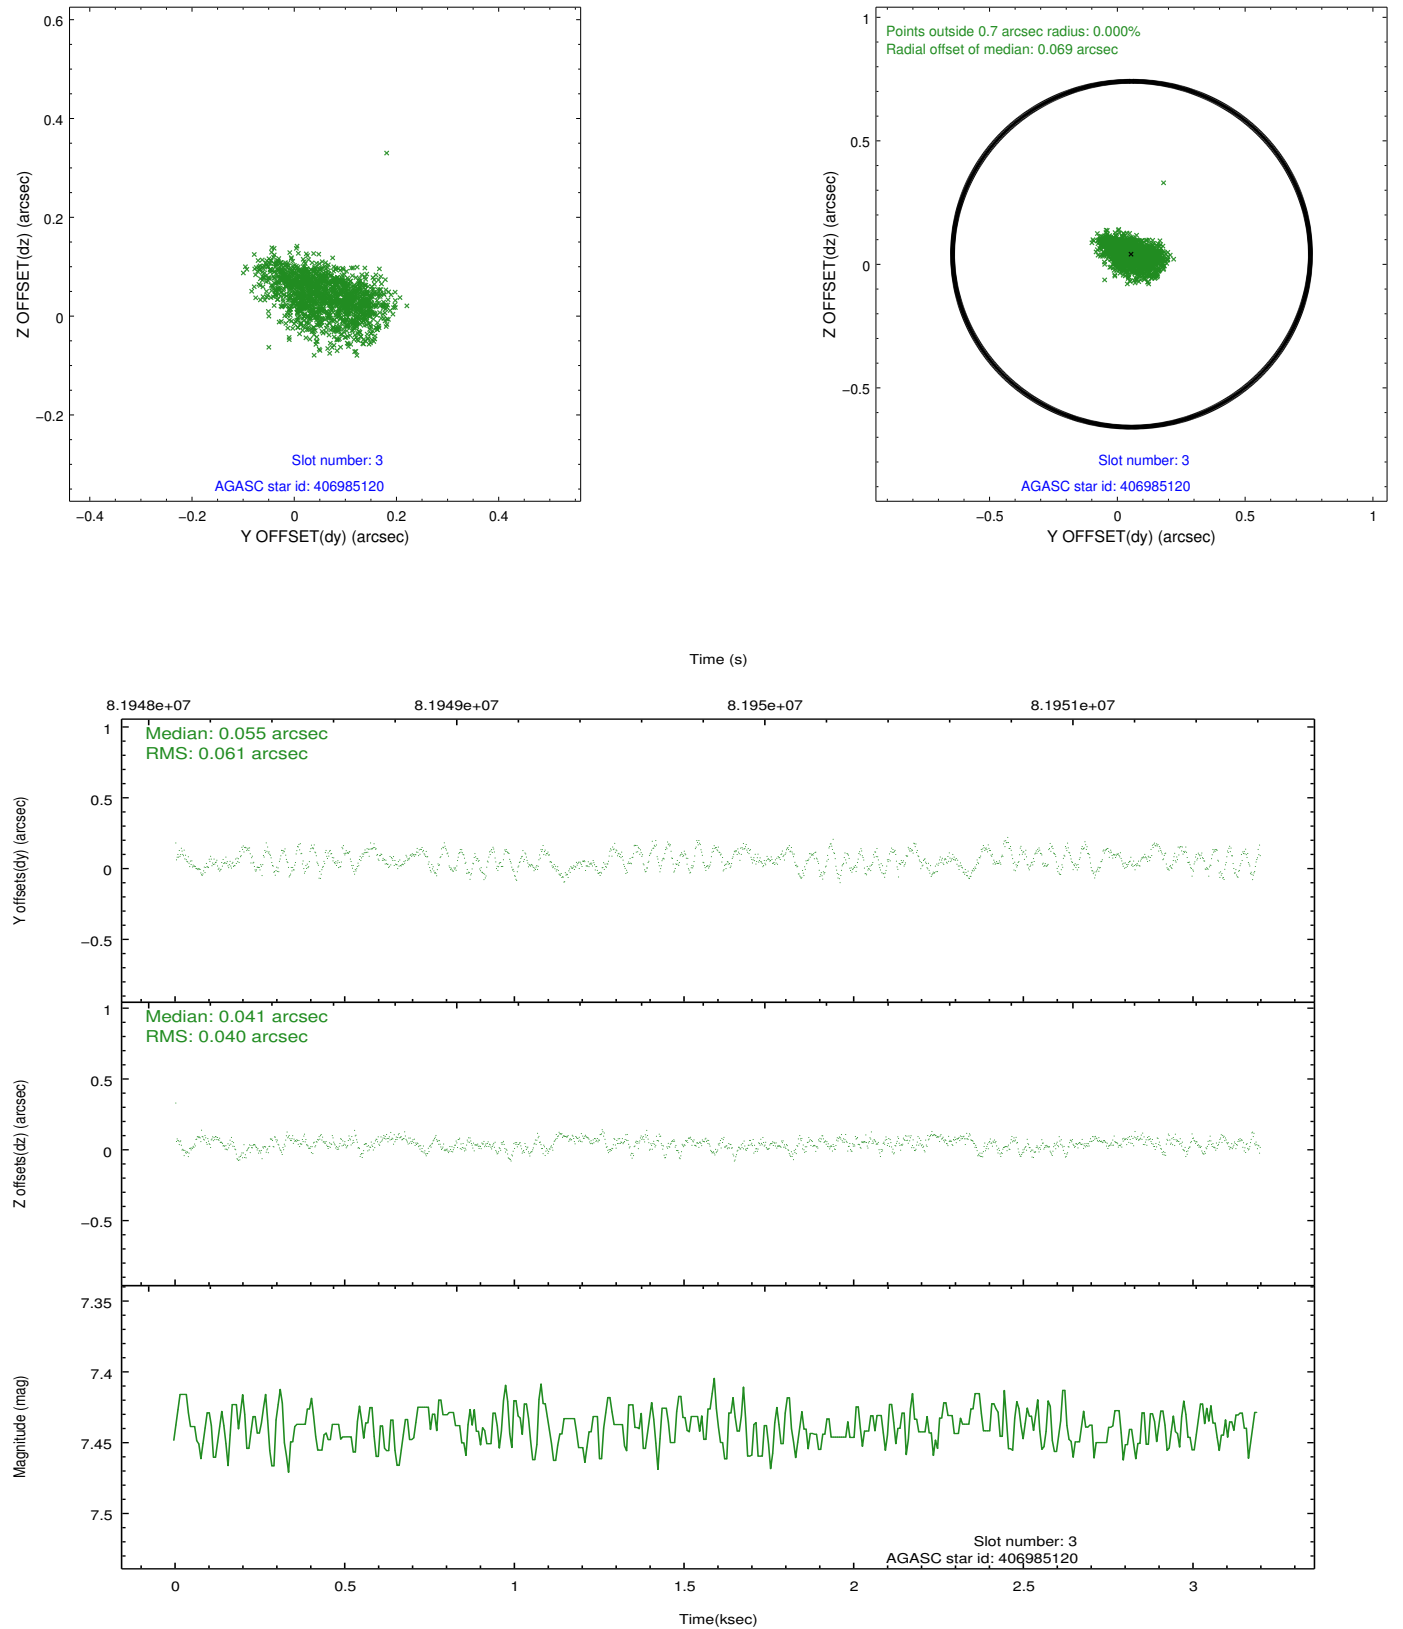 0.6
0.4
0.2
0
−0.2
Z OFFSET(dz) (arcsec)
Slot number: 3
AGASC star id: 406985120
−0.4 −0.2 0 0.2 0.4
Y OFFSET(dy) (arcsec)
Points outside 0.7 arcsec radius: 0.000%
Radial offset of median: 0.069 arcsec
1
0.5
0
−0.5
Z OFFSET(dz) (arcsec)
Slot number: 3
AGASC star id: 406985120
−0.5 0 0.5 1
Y OFFSET(dy) (arcsec)
Time (s)
8.1948e+07 8.1949e+07 8.195e+07 8.1951e+07
Median: 0.055 arcsec
RMS: 0.061 arcsec
1
0.5
0
−0.5
Y offsets(dy) (arcsec)
Median: 0.041 arcsec
RMS: 0.040 arcsec
1
0.5
0
−0.5
Z offsets(dz) (arcsec)
7.35
7.4
7.45
7.5
Magnitude (mag)
Slot number: 3
AGASC star id: 406985120
0 0.5 1 1.5 2 2.5 3
Time(ksec)